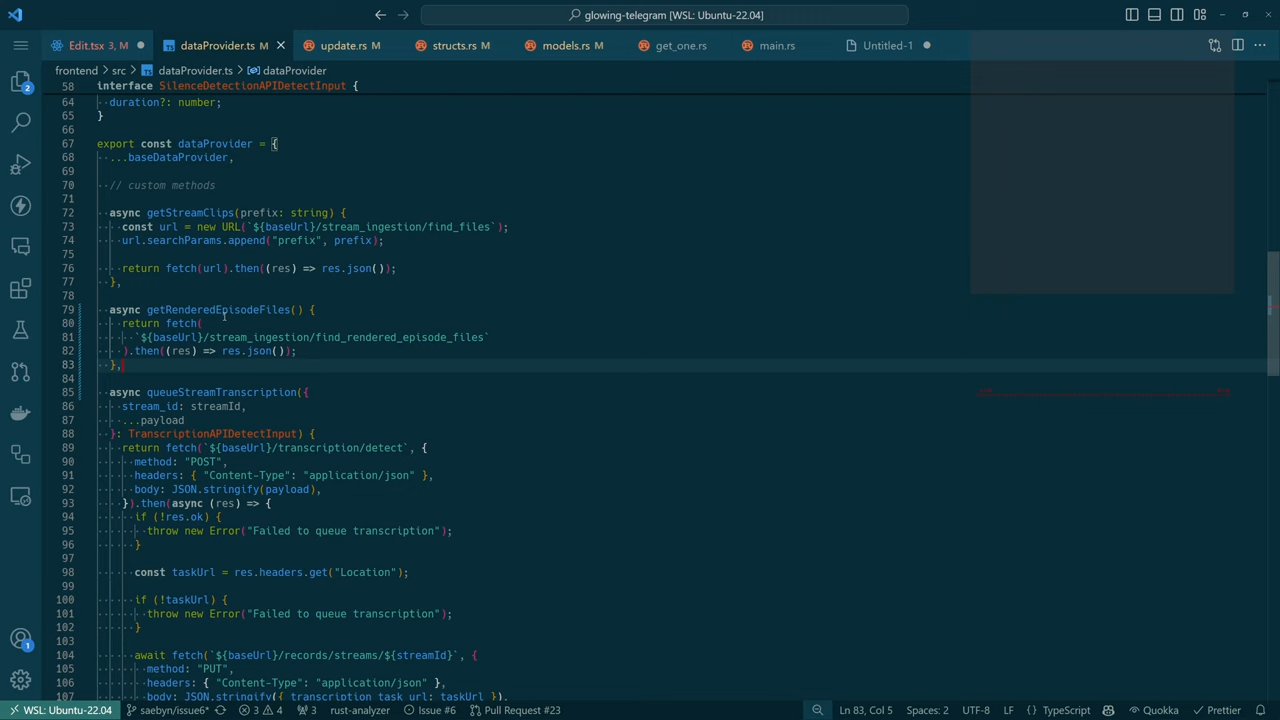 glowing-telegram [WSL: Ubuntu-22.04]
Edit.tsx 3, M
dataProvider.ts M
update.rs M
structs.rs M
models.rs M
get_one.rs
main.rs
Untitled-1
frontend > src > TS dataProvider.ts > dataProvider
58 interface SilenceDetectionAPIDetectInput {
64 duration?: number;
65 }
66
67 export const dataProvider = {
68 ...baseDataProvider,
69
70 // custom methods
71
72 async getStreamClips(prefix: string) {
73 const url = new URL(`${baseUrl}/stream_ingestion/find_files`);
74 url.searchParams.append("prefix", prefix);
75
76 return fetch(url).then((res) => res.json());
77 },
78
79 async getRenderedEpisodeFiles() {
80 return fetch(
81 `${baseUrl}/stream_ingestion/find_rendered_episode_files`
82 ).then((res) => res.json());
83 },
84
85 async queueStreamTranscription({
86 stream_id: streamId,
87 ...payload
88 }: TranscriptionAPIDetectInput) {
89 return fetch(`${baseUrl}/transcription/detect`, {
90 method: "POST",
91 headers: { "Content-Type": "application/json" },
92 body: JSON.stringify(payload),
93 }).then(async (res) => {
94 if (!res.ok) {
95 throw new Error("Failed to queue transcription");
96 }
97
98 const taskUrl = res.headers.get("Location");
99
100 if (!taskUrl) {
101 throw new Error("Failed to queue transcription");
102 }
103
104 await fetch(`${baseUrl}/records/streams/${streamId}`, {
105 method: "PUT",
106 headers: { "Content-Type": "application/json" },
107 body: JSON.stringify({ transcription_task_url: taskUrl }),
2
1
WSL: Ubuntu-22.04 saebyn/issue6* 3 4 3 rust-analyzer Issue #6 Pull Request #23 Ln 83, Col 5 Spaces: 2 UTF-8 LF {} TypeScript Quokka Prettier